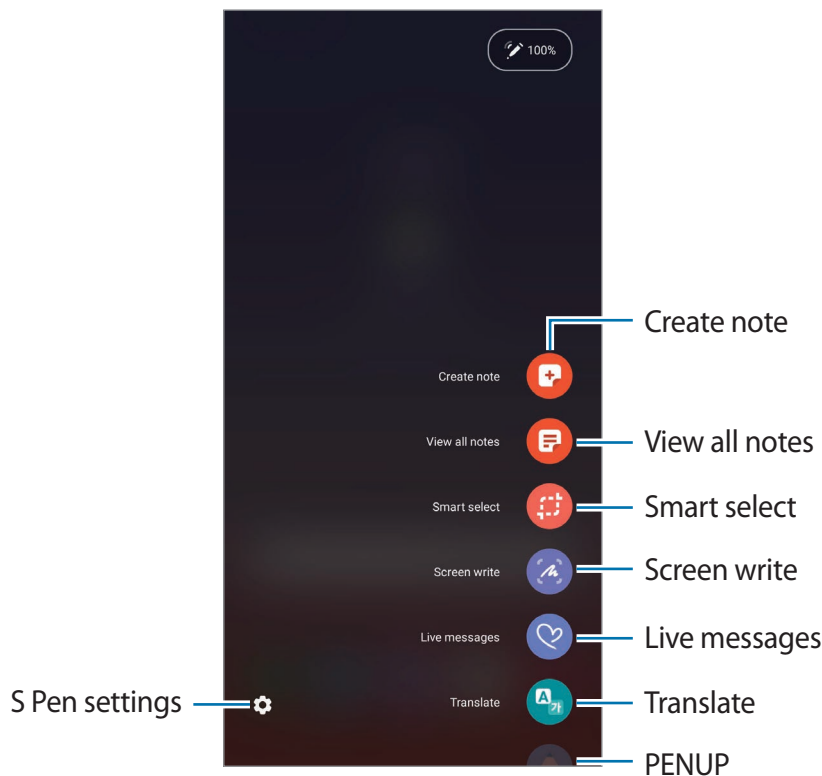 100%
Create note
Create note
View all notes
View all notes
Smart select
Smart select
Screen write
Screen write
Live messages
Live messages
S Pen settings
Translate
Translate
A
가
PENUP